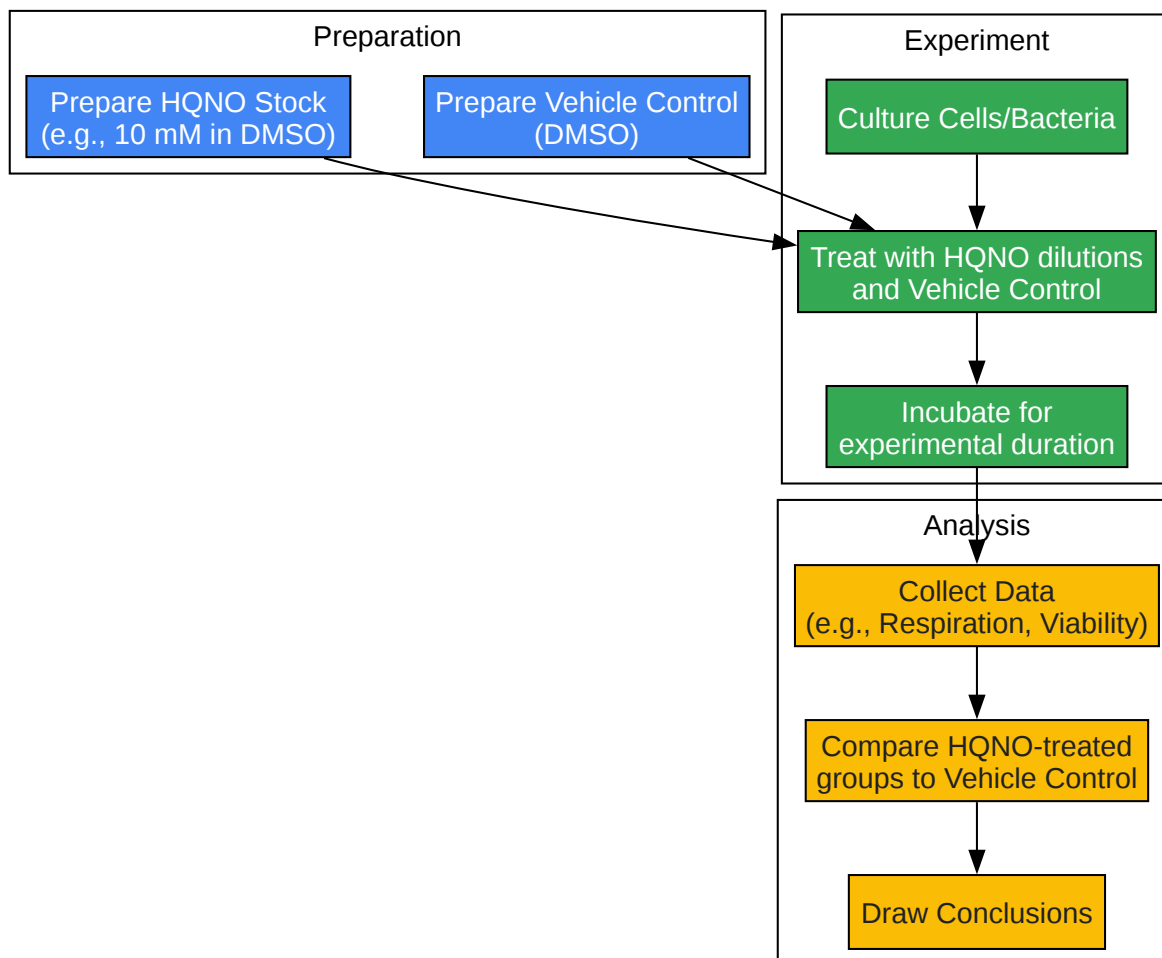 Preparation
Prepare HQNO Stock
(e.g., 10 mM in DMSO)
Prepare Vehicle Control
(DMSO)
Experiment
Culture Cells/Bacteria
Treat with HQNO dilutions
and Vehicle Control
Incubate for
experimental duration
Analysis
Collect Data
(e.g., Respiration, Viability)
Compare HQNO-treated
groups to Vehicle Control
Draw Conclusions